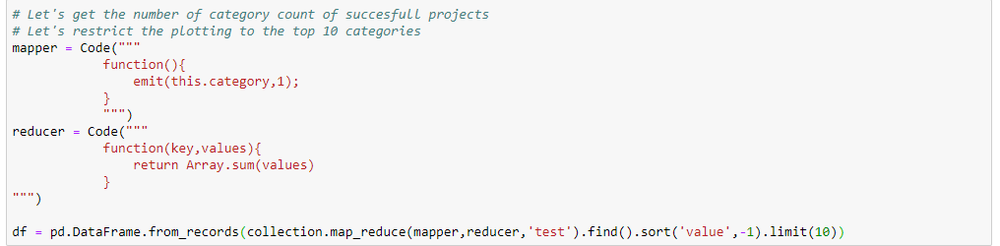 # Let's get the number of category count of succesfull projects
# Let's restrict the plotting to the top 10 categories
mapper = Code("""
            function(){
                emit(this.category,1);
            }
            """)
reducer = Code("""
            function(key,values){
                return Array.sum(values)
            }
""")

df = pd.DataFrame.from_records(collection.map_reduce(mapper,reducer,'test').find().sort('value',-1).limit(10))